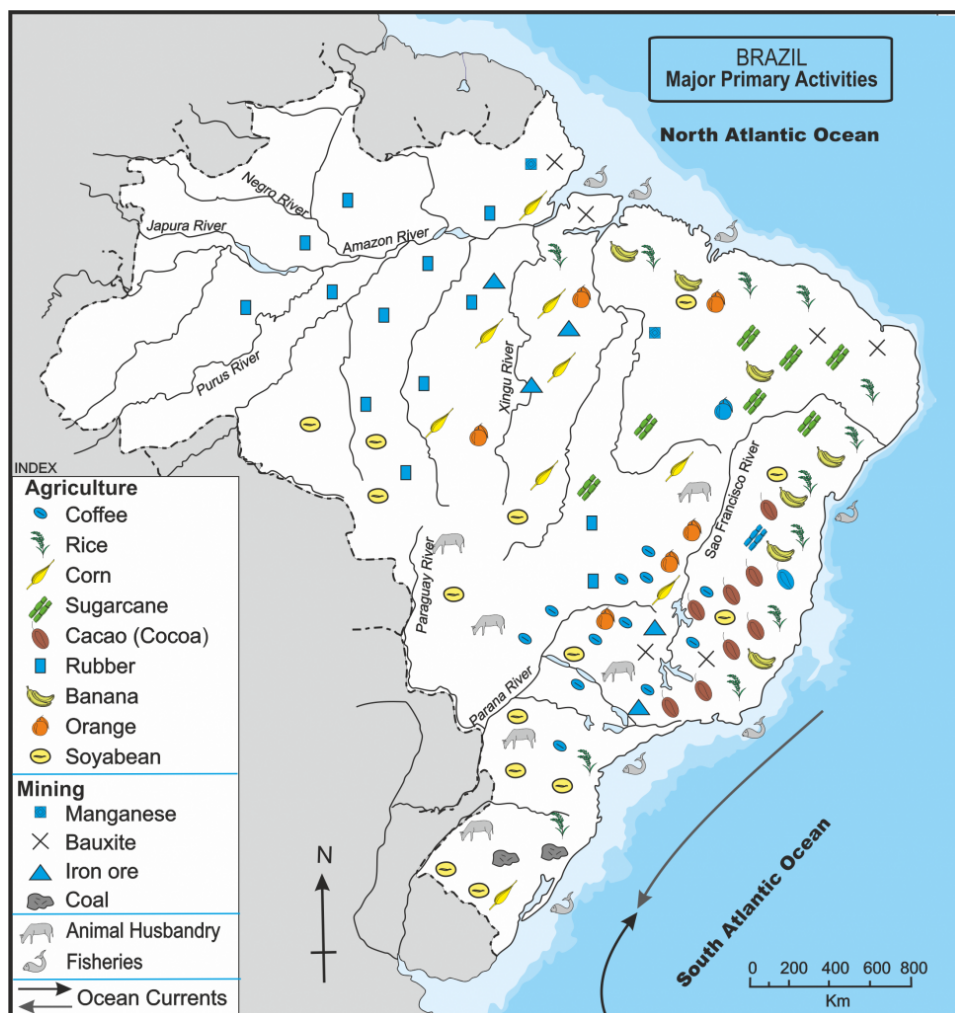 BRAZIL
Major Primary Activities
North Atlantic Ocean
Negro River
Japura River
Amazon River
Purus River
Xingu River
Sao Francisco River
Paraguay River
Parana River
South Atlantic Ocean
INDEX
Agriculture
Coffee
Rice
Corn
Sugarcane
Cacao (Cocoa)
Rubber
Banana
Orange
Soyabean
Mining
Manganese
Bauxite
Iron ore
Coal
Animal Husbandry
Fisheries
Ocean Currents
N
0 200 400 600 800
Km